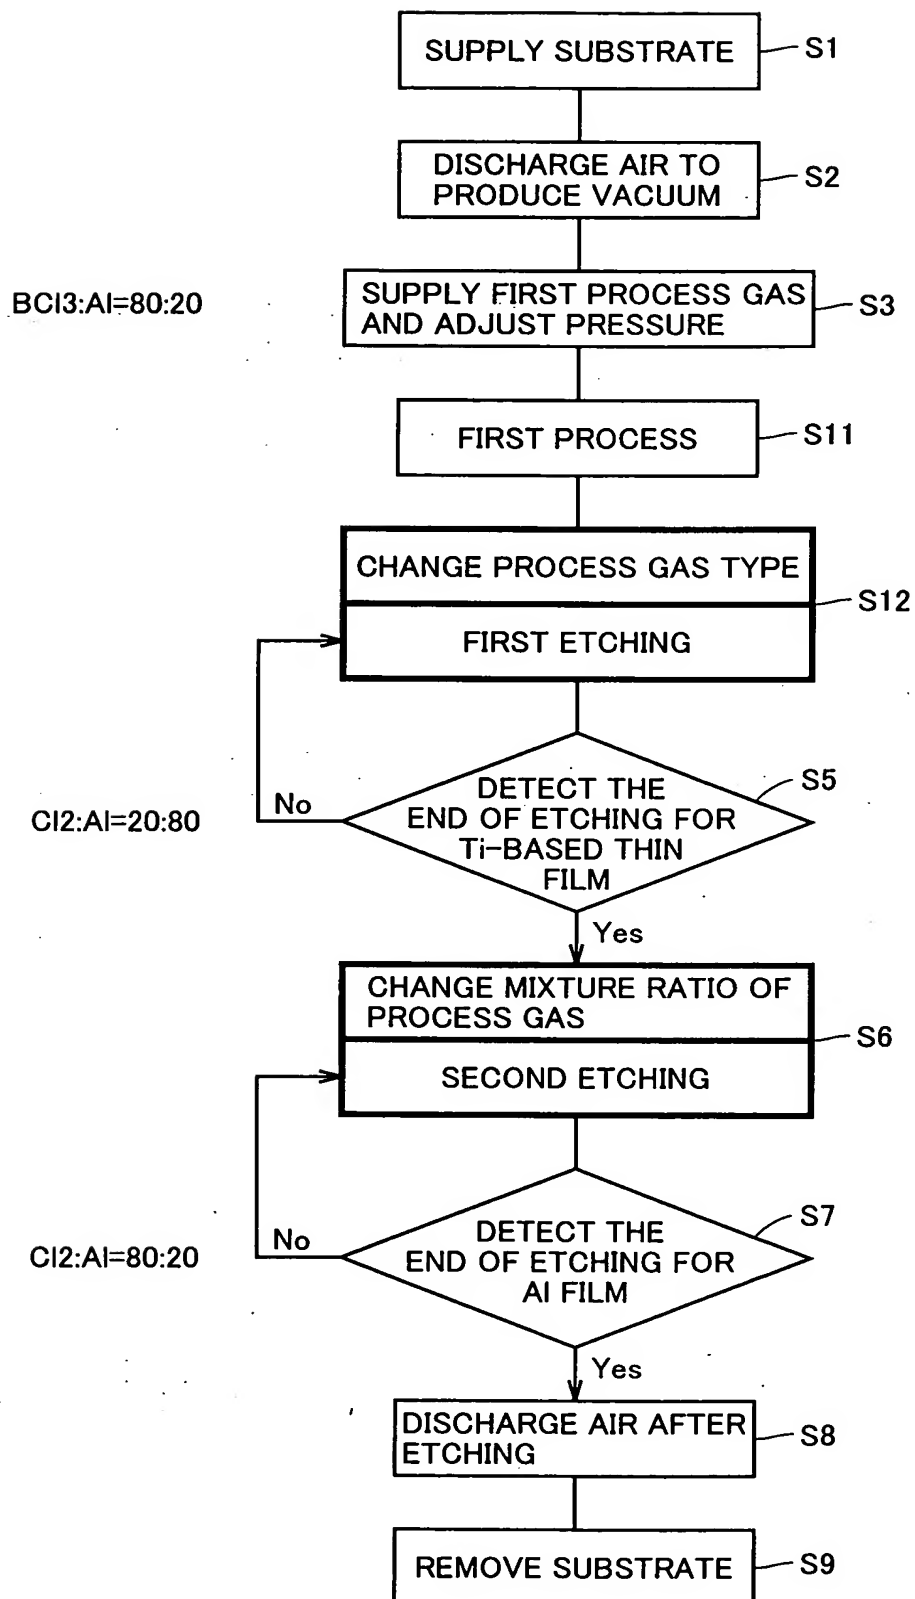 SUPPLY SUBSTRATE
S1
DISCHARGE AIR TO
PRODUCE VACUUM
S2
BCl3:Al=80:20
SUPPLY FIRST PROCESS GAS
AND ADJUST PRESSURE
S3
FIRST PROCESS
S11
CHANGE PROCESS GAS TYPE
S12
FIRST ETCHING
S5
DETECT THE
END OF ETCHING FOR
Ti-BASED THIN
FILM
No
Cl2:Al=20:80
Yes
CHANGE MIXTURE RATIO OF
PROCESS GAS
S6
SECOND ETCHING
S7
DETECT THE
END OF ETCHING FOR
Al FILM
No
Cl2:Al=80:20
Yes
DISCHARGE AIR AFTER
ETCHING
S8
REMOVE SUBSTRATE
S9